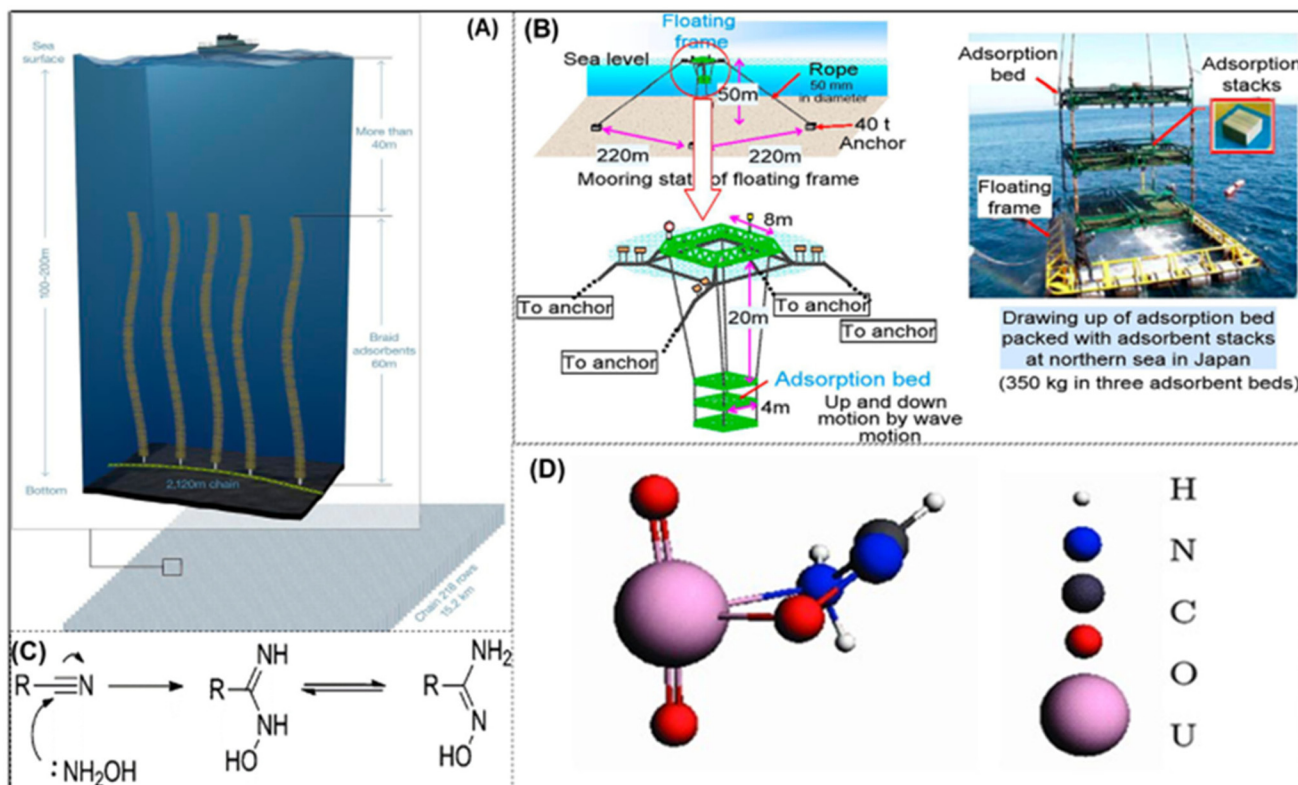 (A)
Sea
surface
More than
40m
100-200m
Braid
adsorbents
60m
Bottom
2,120m chain
Chain 218 rows
15.2 km
(B)
Floating
frame
Sea level
50m
Rope
50 mm
in diameter
40 t
Anchor
220m
220m
Mooring state of floating frame
8m
To anchor
20m
To anchor
To anchor
To anchor
Adsorption bed
4m
Up and down
motion by wave
motion
Adsorption
bed
Adsorption
stacks
Floating
frame
Drawing up of adsorption bed
packed with adsorbent stacks
at northern sea in Japan
(350 kg in three adsorbent beds)
(C)
R
N
:NH2OH
NH
R
NH
HO
NH2
R
N
HO
(D)
H
N
C
O
U